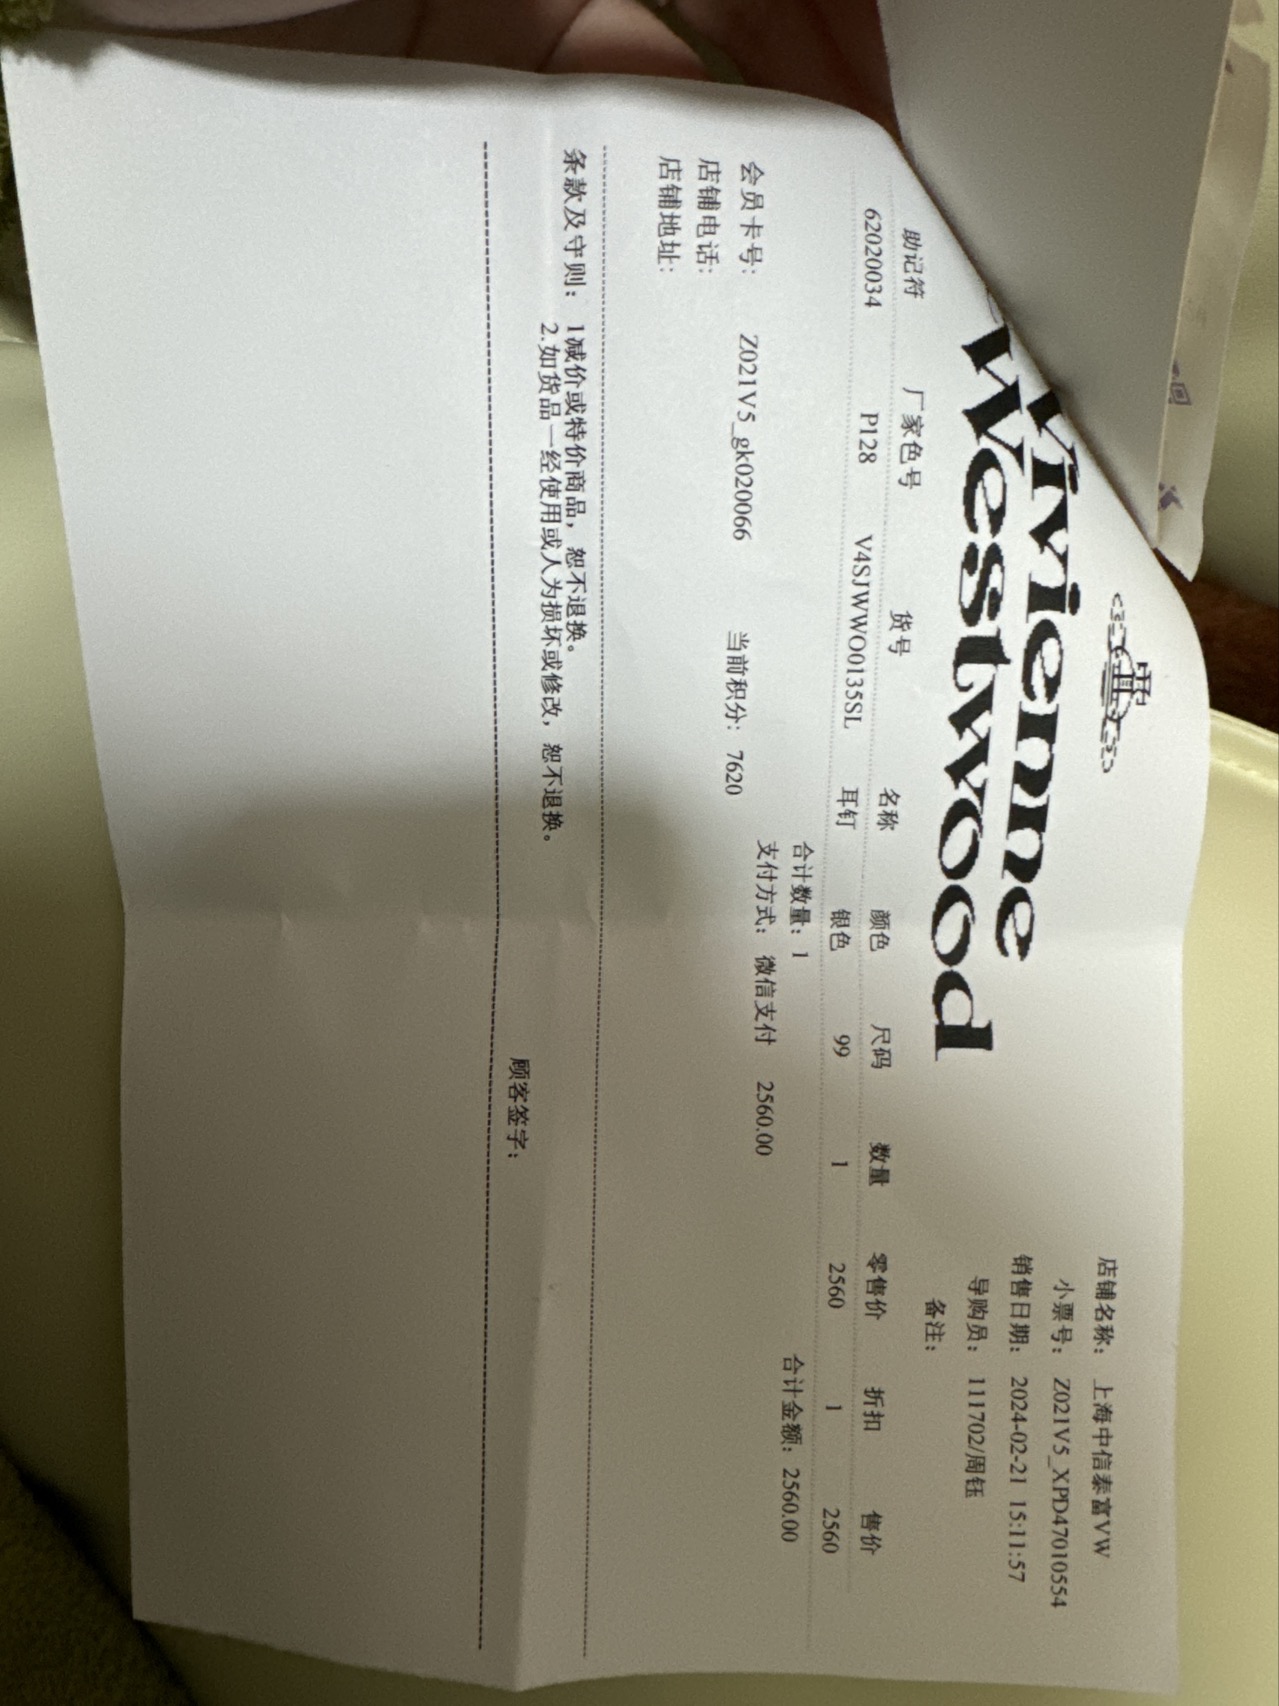 Vivienne
Westwood
店铺名称： 上海中信泰富VW
小票号： Z021V5_XPD47010554
销售日期： 2024-02-21 15:11:57
导购员： 111702/周钰
备注：
助记符 厂家色号 货号 名称 颜色 尺码 数量 零售价 折扣 售价
62020034 P128 V4SJWWO0135SL 耳钉 银色 99 1 2560 1 2560
合计数量：1 合计金额：2560.00
支付方式： 微信支付 2560.00
会员卡号： Z021V5_gk020066 当前积分： 7620
店铺电话：
店铺地址：
条款及守则： 1减价或特价商品，恕不退换。
2.如货品一经使用或人为损坏或修改，恕不退换。
顾客签字：